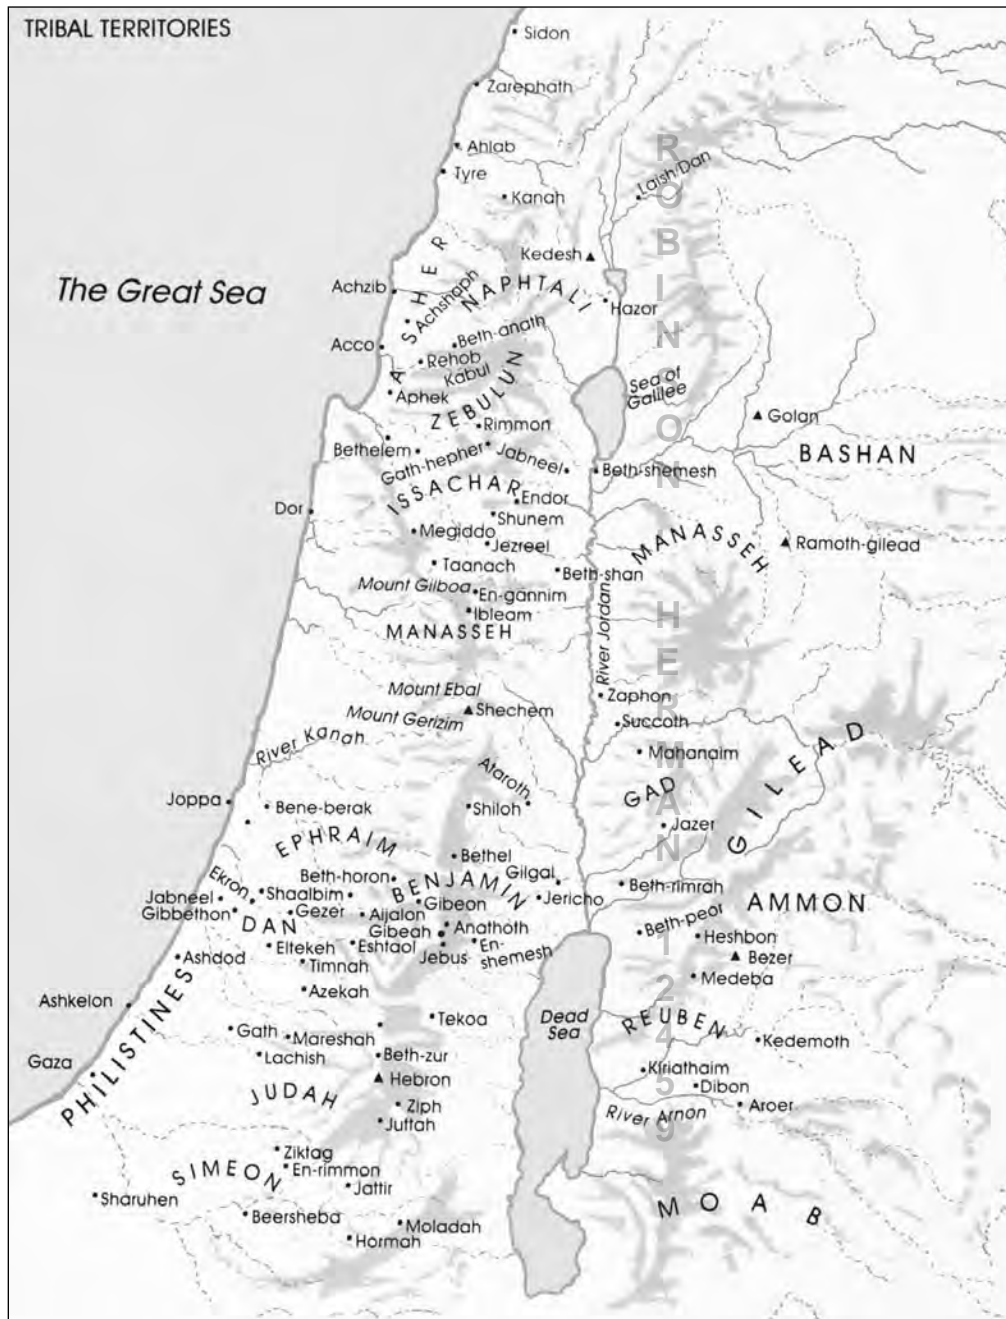 TRIBAL TERRITORIES
Sidon
Zarephath
Ahlab
Tyre
Kanah
Laish/Dan
Kedesh
The Great Sea
ASHER
NAPHTALI
Achzib
Achshaph
Hazor
Acco
Beth-anath
Rehob
Kabul
Sea of
Galilee
Aphek
ZEBULUN
Golan
Rimmon
Bethelem
Gath-hepher
Jabneel
Beth-shemesh
BASHAN
ISSACHAR
Endor
Dor
Shunem
Megiddo
Jezreel
MANASSEH
Ramoth-gilead
Taanach
Beth-shan
Mount Gilboa
En-gannim
Ibleam
MANASSEH
River Jordan
Mount Ebal
Zaphon
Mount Gerizim
Shechem
Succoth
River Kanah
Mahanaim
GILEAD
Ataroth
GAD
Joppa
Bene-berak
Shiloh
Jazer
EPHRAIM
Bethel
Beth-horon
BENJAMIN
Gilgal
Beth-rimrah
Ekron
Shaalbim
Jabneel
Gibeon
Jericho
AMMON
Gibbethon
Gezer
Aijalon
DAN
Gibeah
Anathoth
Beth-peor
Heshbon
Eltekeh
Eshtaol
Jebus
En-
shemesh
Ashdod
Timnah
Bezer
Medeba
Azekah
Ashkelon
PHILISTINES
Tekoa
Dead
Sea
REUBEN
Gath
Mareshah
Kedemoth
Lachish
Beth-zur
Gaza
Hebron
Kiriathaim
Dibon
JUDAH
Ziph
Aroer
Juttah
River Arnon
Ziktag
SIMEON
En-rimmon
Jattir
Sharuhen
MOAB
Beersheba
Moladah
Hormah
ROBINSON HERMAN 12459